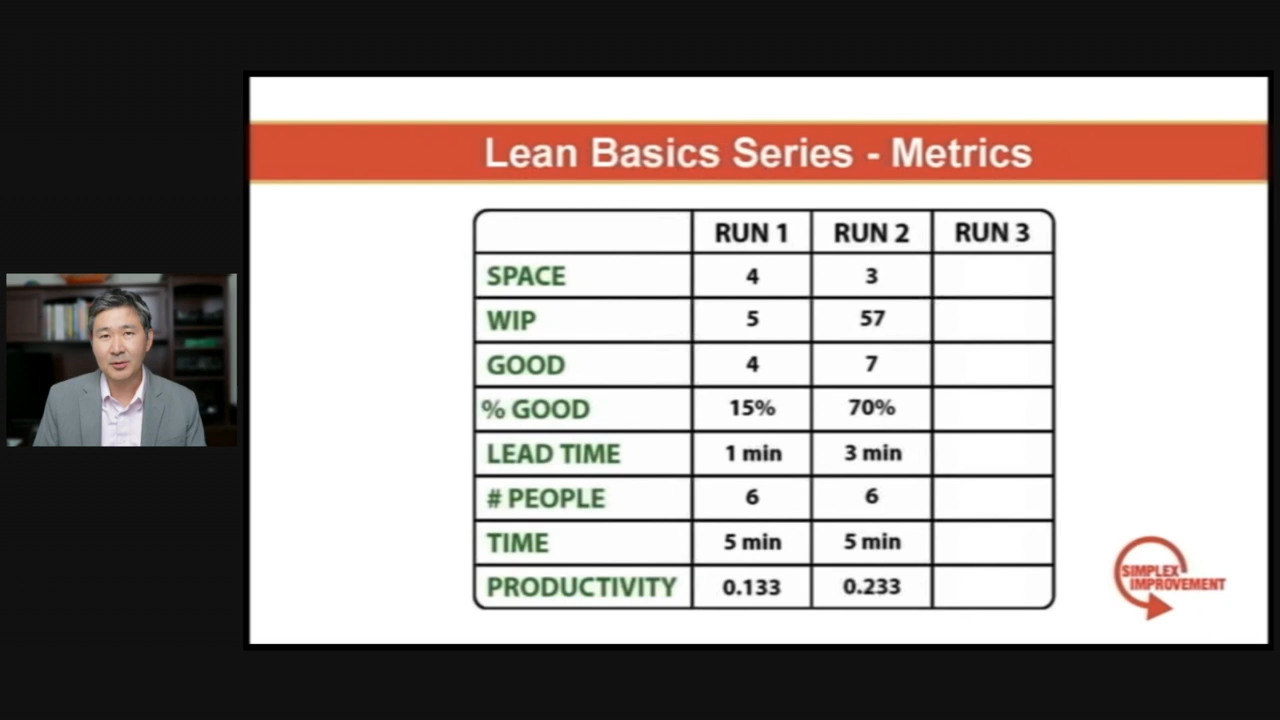 Lean Basics Series - Metrics
RUN 1 RUN 2 RUN 3
SPACE 4 3
WIP 5 57
GOOD 4 7
% GOOD 15% 70%
LEAD TIME 1 min 3 min
# PEOPLE 6 6
TIME 5 min 5 min
PRODUCTIVITY 0.133 0.233
SIMPLEX
IMPROVEMENT